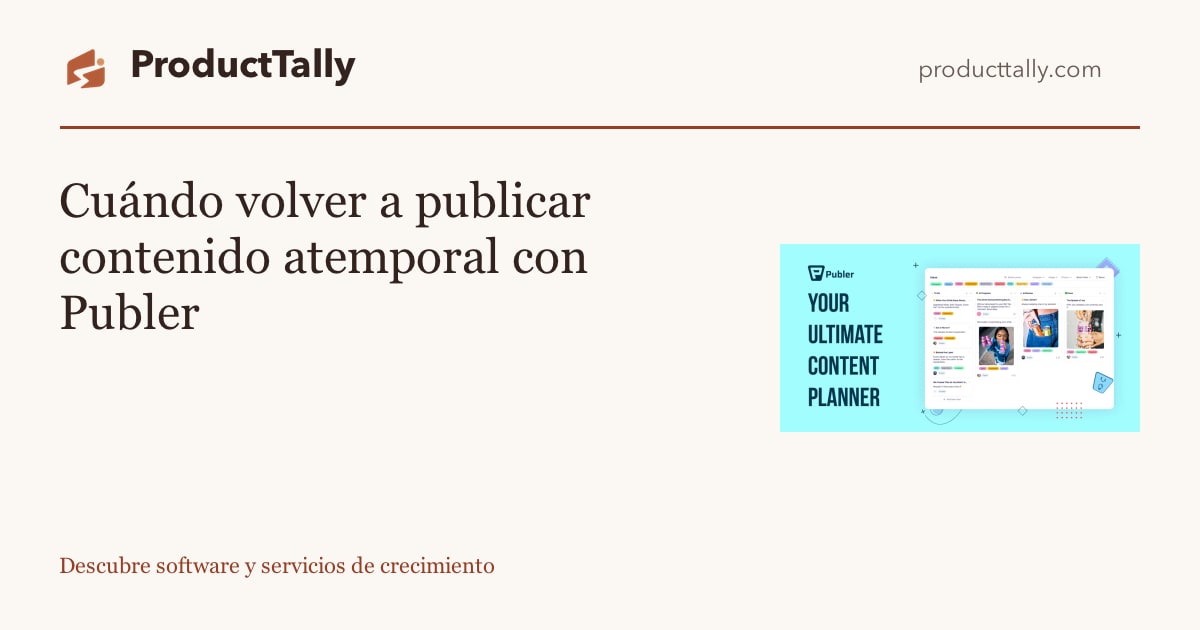 ProductTally
producttally.com
Cuándo volver a publicar
contenido atemporal con
Publer
Publer
YOUR
ULTIMATE
CONTENT
PLANNER
Descubre software y servicios de crecimiento